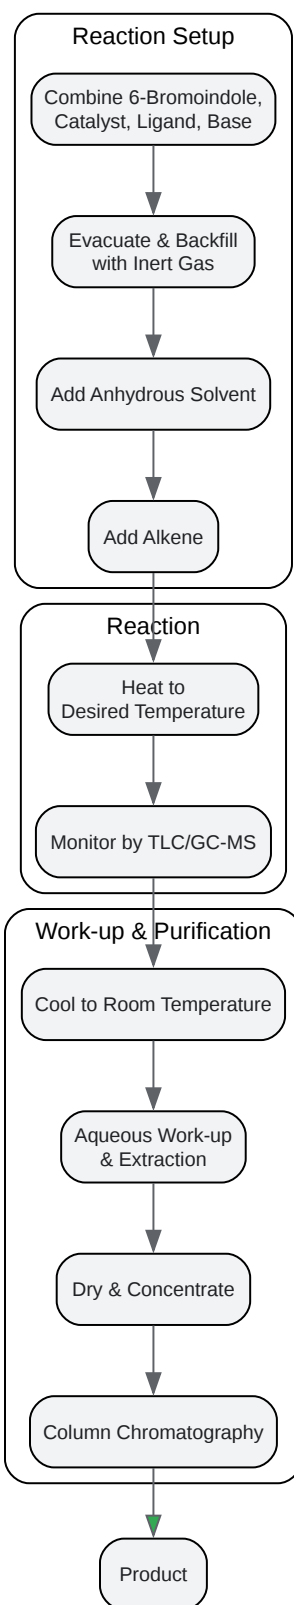 Reaction Setup
Combine 6-Bromoindole,
Catalyst, Ligand, Base
Evacuate & Backfill
with Inert Gas
Add Anhydrous Solvent
Add Alkene
Reaction
Heat to
Desired Temperature
Monitor by TLC/GC-MS
Work-up & Purification
Cool to Room Temperature
Aqueous Work-up
& Extraction
Dry & Concentrate
Column Chromatography
Product